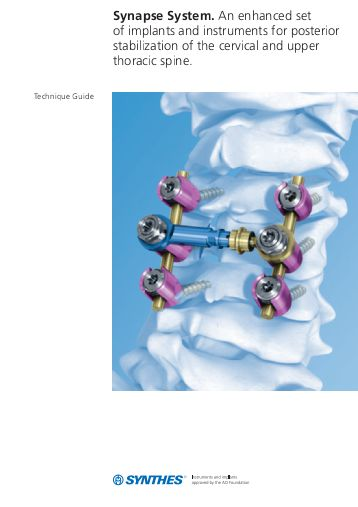 Synapse System. An enhanced set
of implants and instruments for posterior
stabilization of the cervical and upper
thoracic spine.
Technique Guide
SYNTHES®
Instruments and implants
approved by the AO Foundation